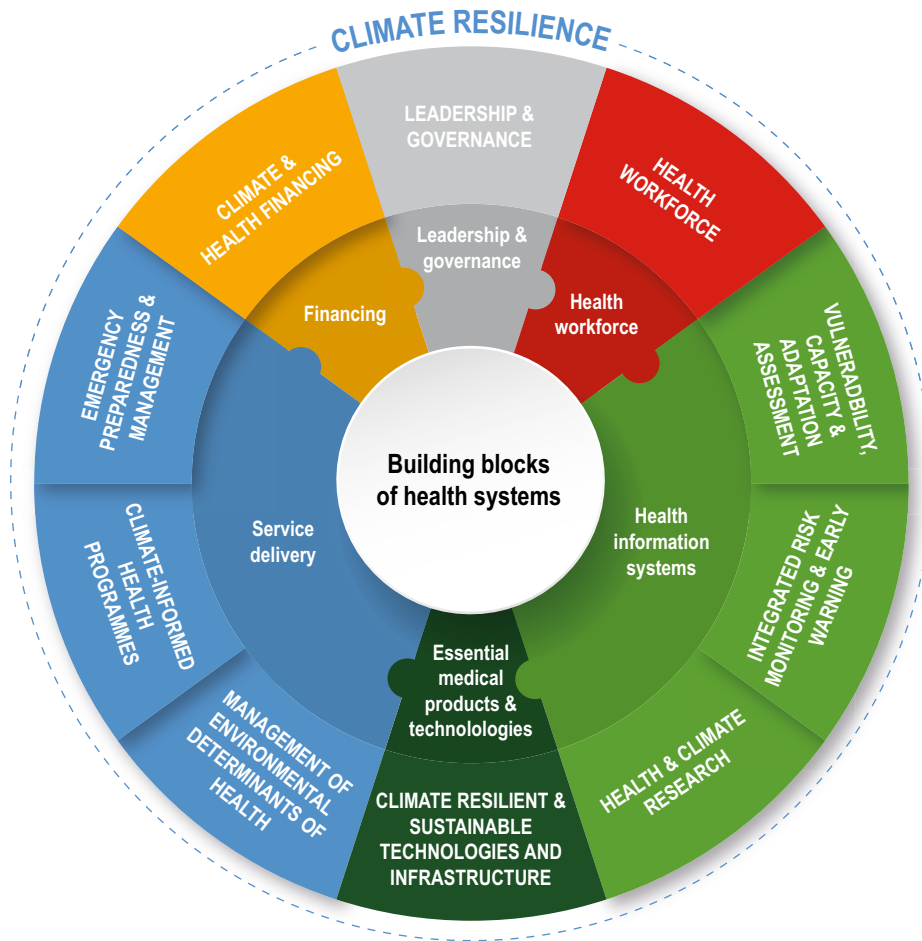 CLIMATE RESILIENCE
LEADERSHIP &
GOVERNANCE
HEALTH
WORKFORCE
VULNERADBILITY,
CAPACITY &
ADAPTATION
ASSESSMENT
INTEGRATED RISK
MONITORING & EARLY
WARNING
HEALTH & CLIMATE
RESEARCH
CLIMATE RESILIENT &
SUSTAINABLE
TECHNOLOGIES AND
INFRASTRUCTURE
MANAGEMENT OF
ENVIRONMENTAL
DETERMINANTS OF
HEALTH
CLIMATE-INFORMED
HEALTH
PROGRAMMES
EMERGENCY
PREPAREDNESS &
MANAGEMENT
CLIMATE &
HEALTH FINANCING
Leadership &
governance
Health
workforce
Health
information
systems
Essential
medical
products &
technolologies
Service
delivery
Financing
Building blocks
of health systems